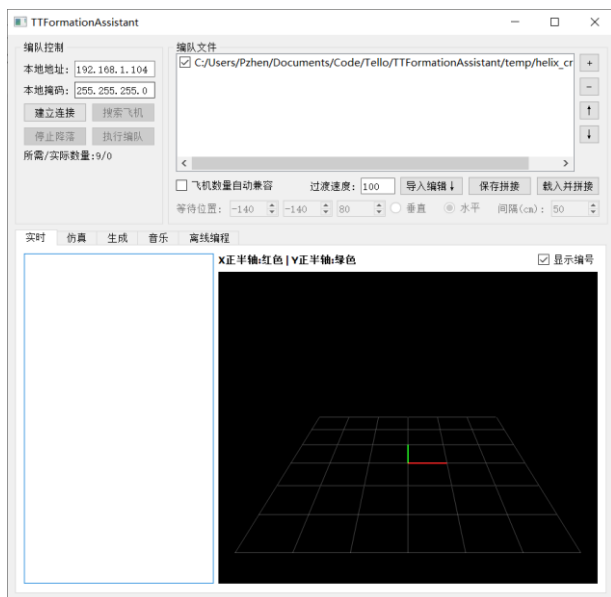 TTFormationAssistant
编队控制
本地地址: 192.168.1.104
本地掩码: 255.255.255.0
建立连接 搜索飞机
停止降落 执行编队
所需/实际数量:9/0
编队文件
C:/Users/Pzhen/Documents/Code/Tello/TTFormationAssistant/temp/helix_cr
+
-
↑
↓
飞机数量自动兼容 过渡速度: 100 导入编辑↓ 保存拼接 载入并拼接
等待位置: -140 -140 80 垂直 水平 间隔(cm): 50
实时 仿真 生成 音乐 离线编程
X正半轴:红色 | Y正半轴:绿色 显示编号